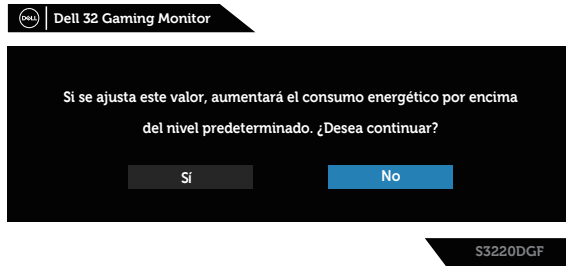 DELL Dell 32 Gaming Monitor
Si se ajusta este valor, aumentará el consumo energético por encima
del nivel predeterminado. ¿Desea continuar?
Sí No
S3220DGF